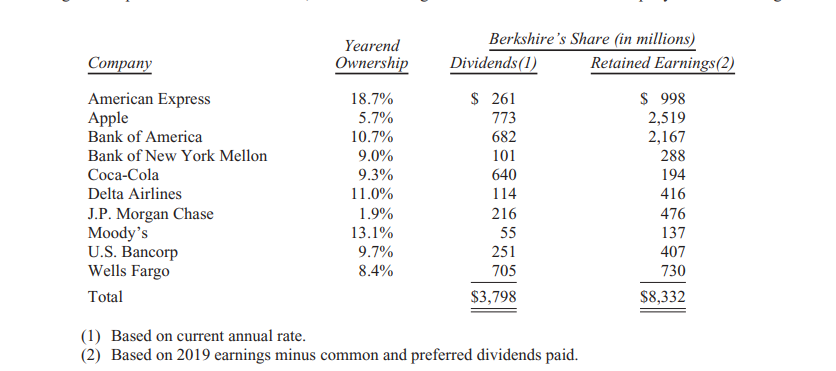 Berkshire's Share (in millions)
Yearend
Company Ownership Dividends(1) Retained Earnings(2)
American Express 18.7% $ 261 $ 998
Apple 5.7% 773 2,519
Bank of America 10.7% 682 2,167
Bank of New York Mellon 9.0% 101 288
Coca-Cola 9.3% 640 194
Delta Airlines 11.0% 114 416
J.P. Morgan Chase 1.9% 216 476
Moody's 13.1% 55 137
U.S. Bancorp 9.7% 251 407
Wells Fargo 8.4% 705 730
Total $3,798 $8,332
(1) Based on current annual rate.
(2) Based on 2019 earnings minus common and preferred dividends paid.